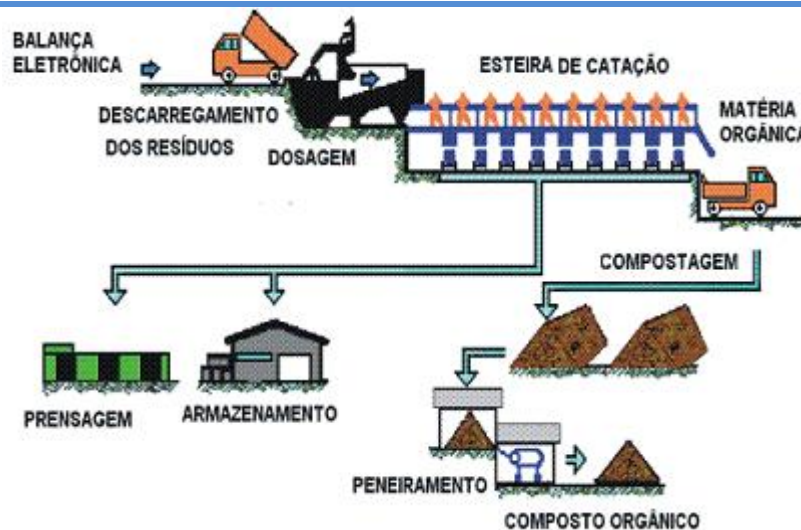 BALANÇA
ELETRÔNICA
DESCARREGAMENTO
DOS RESÍDUOS
DOSAGEM
ESTEIRA DE CATAÇÃO
MATÉRIA
ORGÂNICA
COMPOSTAGEM
PRENSAGEM
ARMAZENAMENTO
PENEIRAMENTO
COMPOSTO ORGÂNICO